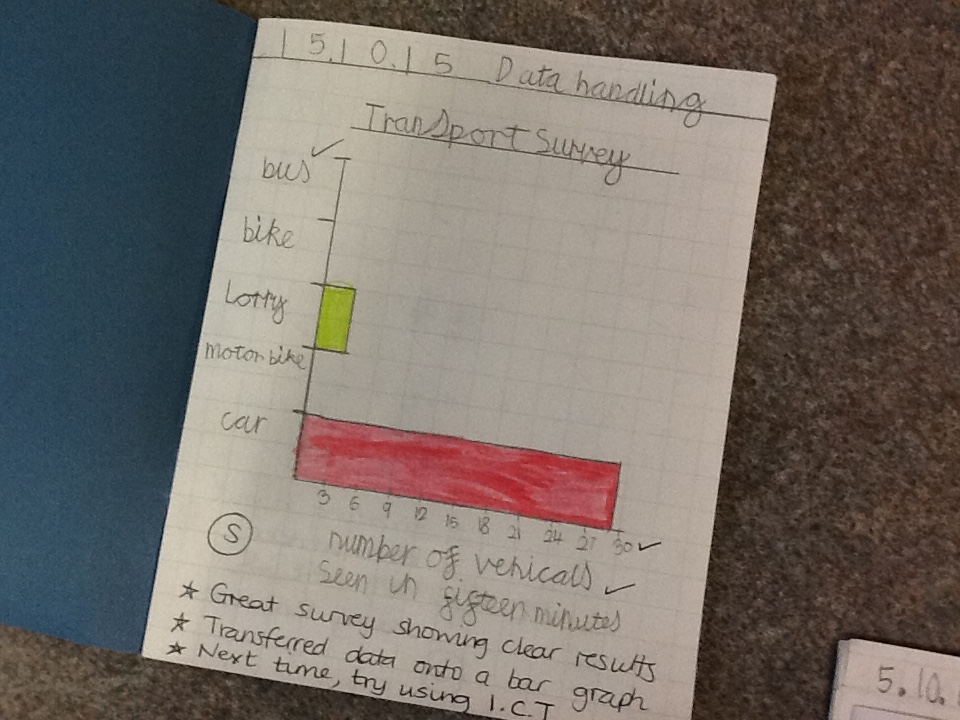 15.10.15 Data handling
Transport Survey
bus
bike
Lorry
motorbike
car
3 6 9 12 15 18 21 24 27 30
S
number of vehicals
seen in fifteen minutes
* Great survey showing clear results
* Transferred data onto a bar graph
* Next time, try using I.C.T
5.10.